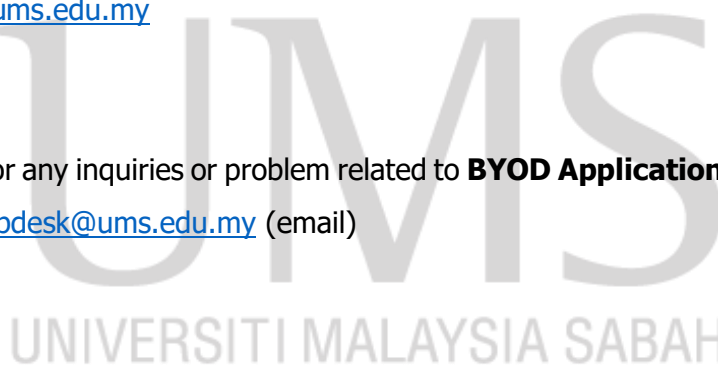 ums.edu.my
or any inquiries or problem related to BYOD Application
pdesk@ums.edu.my (email)
UMS
UNIVERSITI MALAYSIA SABAH